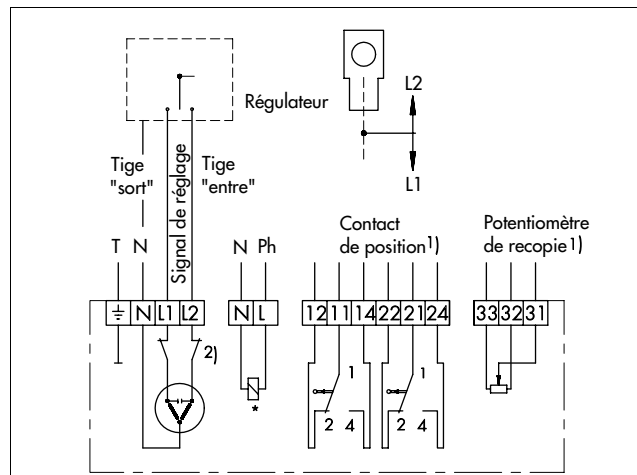 Régulateur
L2
L1
Tige
"sort"
Signal de réglage
Tige
"entre"
T N
N Ph
Contact
de position 1)
Potentiomètre
de recopie 1)
N L1 L2
N L
12 11 14 22 21 24
33 32 31
2)
*
1
2 4
1
2 4